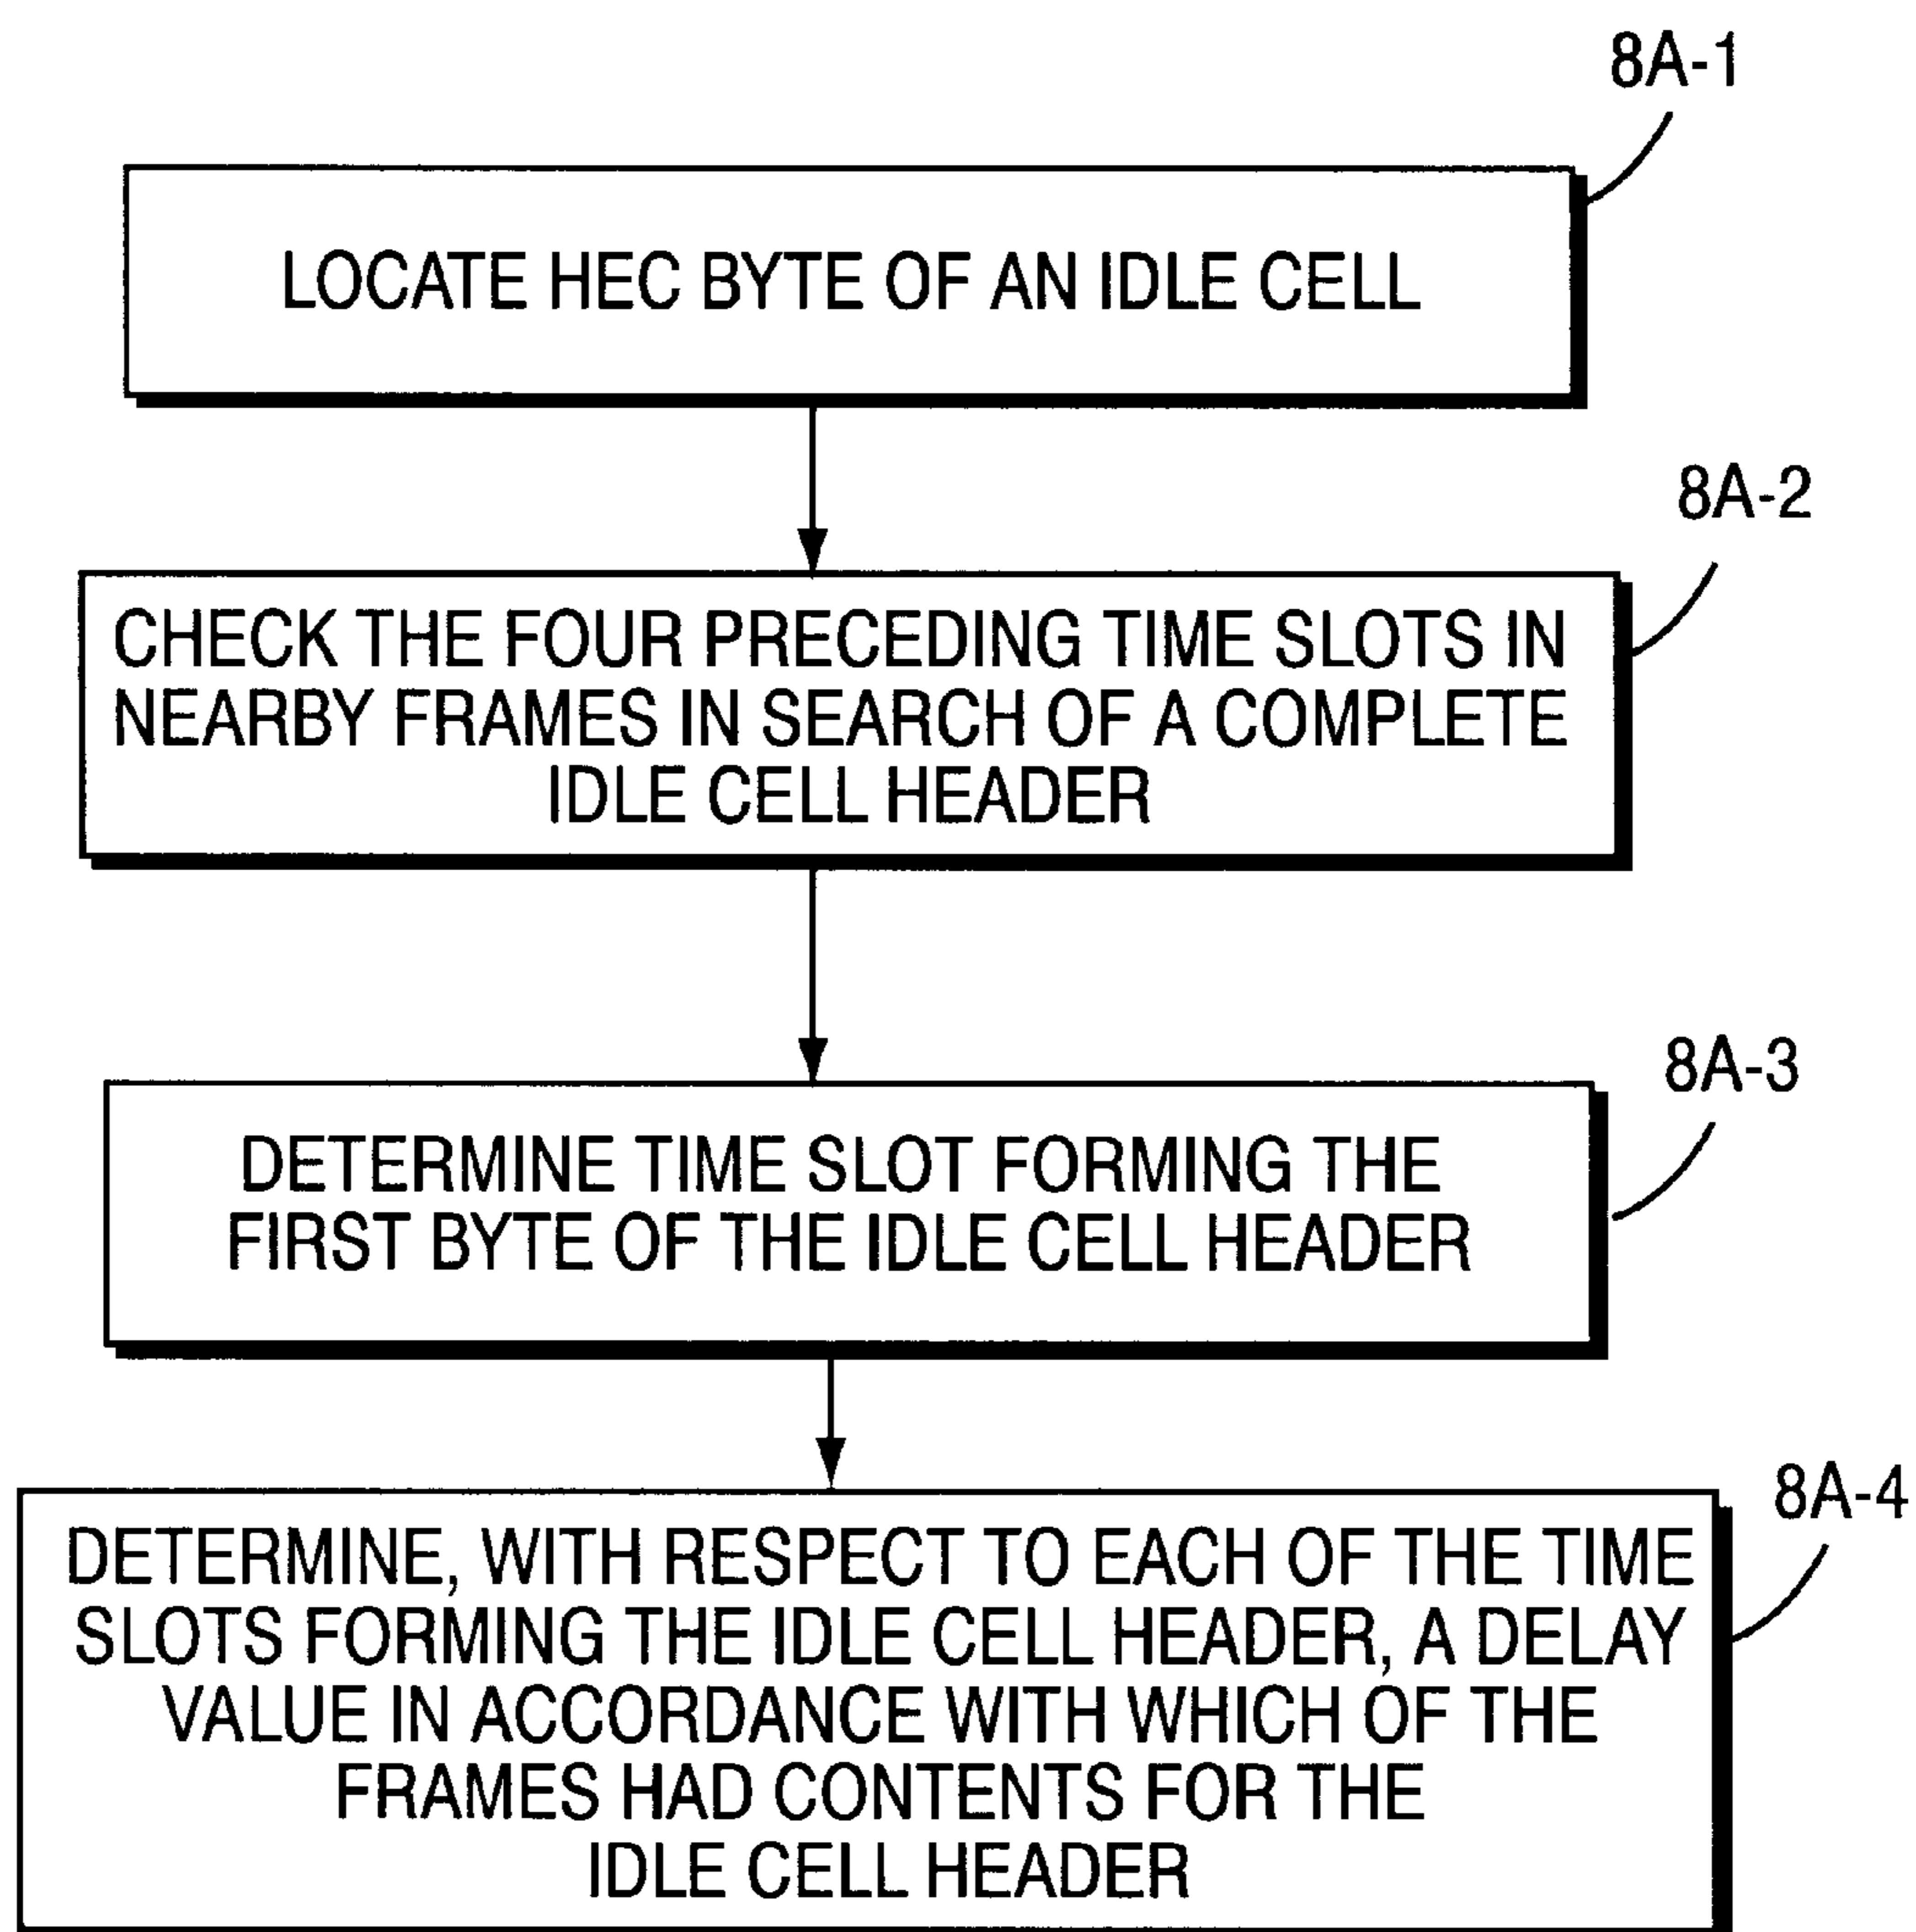 8A-1
LOCATE HEC BYTE OF AN IDLE CELL
8A-2
CHECK THE FOUR PRECEDING TIME SLOTS IN
NEARBY FRAMES IN SEARCH OF A COMPLETE
IDLE CELL HEADER
8A-3
DETERMINE TIME SLOT FORMING THE
FIRST BYTE OF THE IDLE CELL HEADER
8A-4
DETERMINE, WITH RESPECT TO EACH OF THE TIME
SLOTS FORMING THE IDLE CELL HEADER, A DELAY
VALUE IN ACCORDANCE WITH WHICH OF THE
FRAMES HAD CONTENTS FOR THE
IDLE CELL HEADER